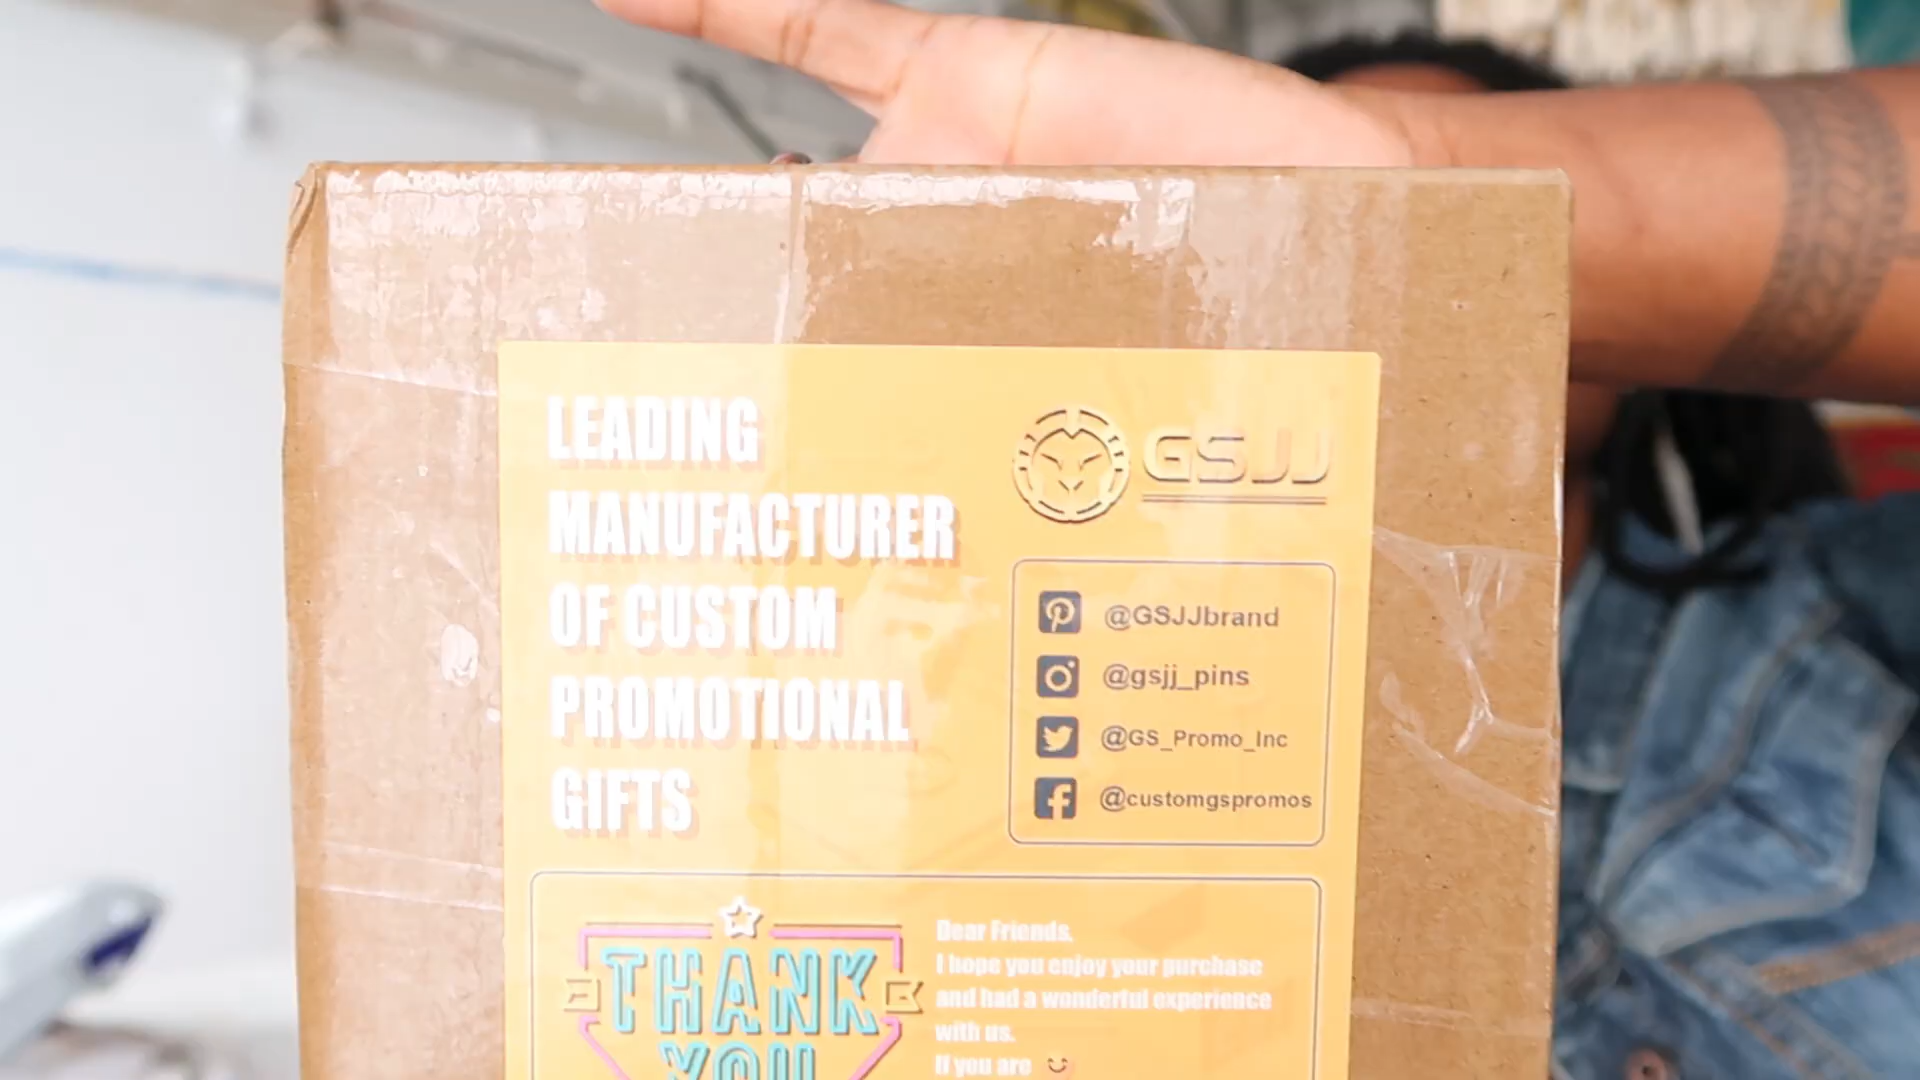 LEADING
MANUFACTURER
OF CUSTOM
PROMOTIONAL
GIFTS
GSJJ
@GSJJbrand
@gsjj_pins
@GS_Promo_Inc
@customgspromos
THANK
YOU
Dear Friends,
I hope you enjoy your purchase
and had a wonderful experience
with us.
If you are